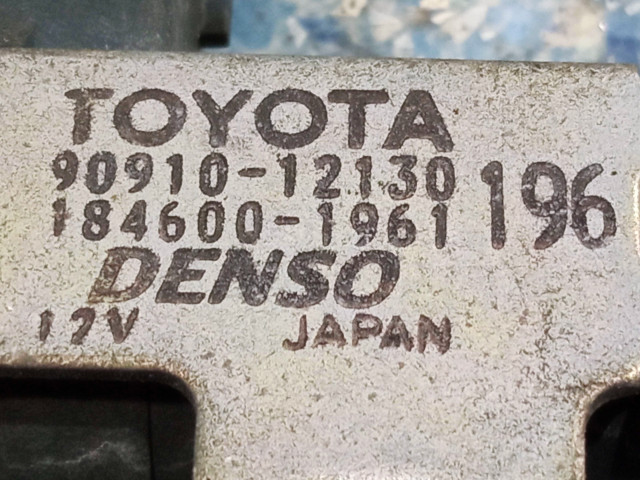 TOYOTA
90910-12130
184600-1961
196
DENSO
12V JAPAN